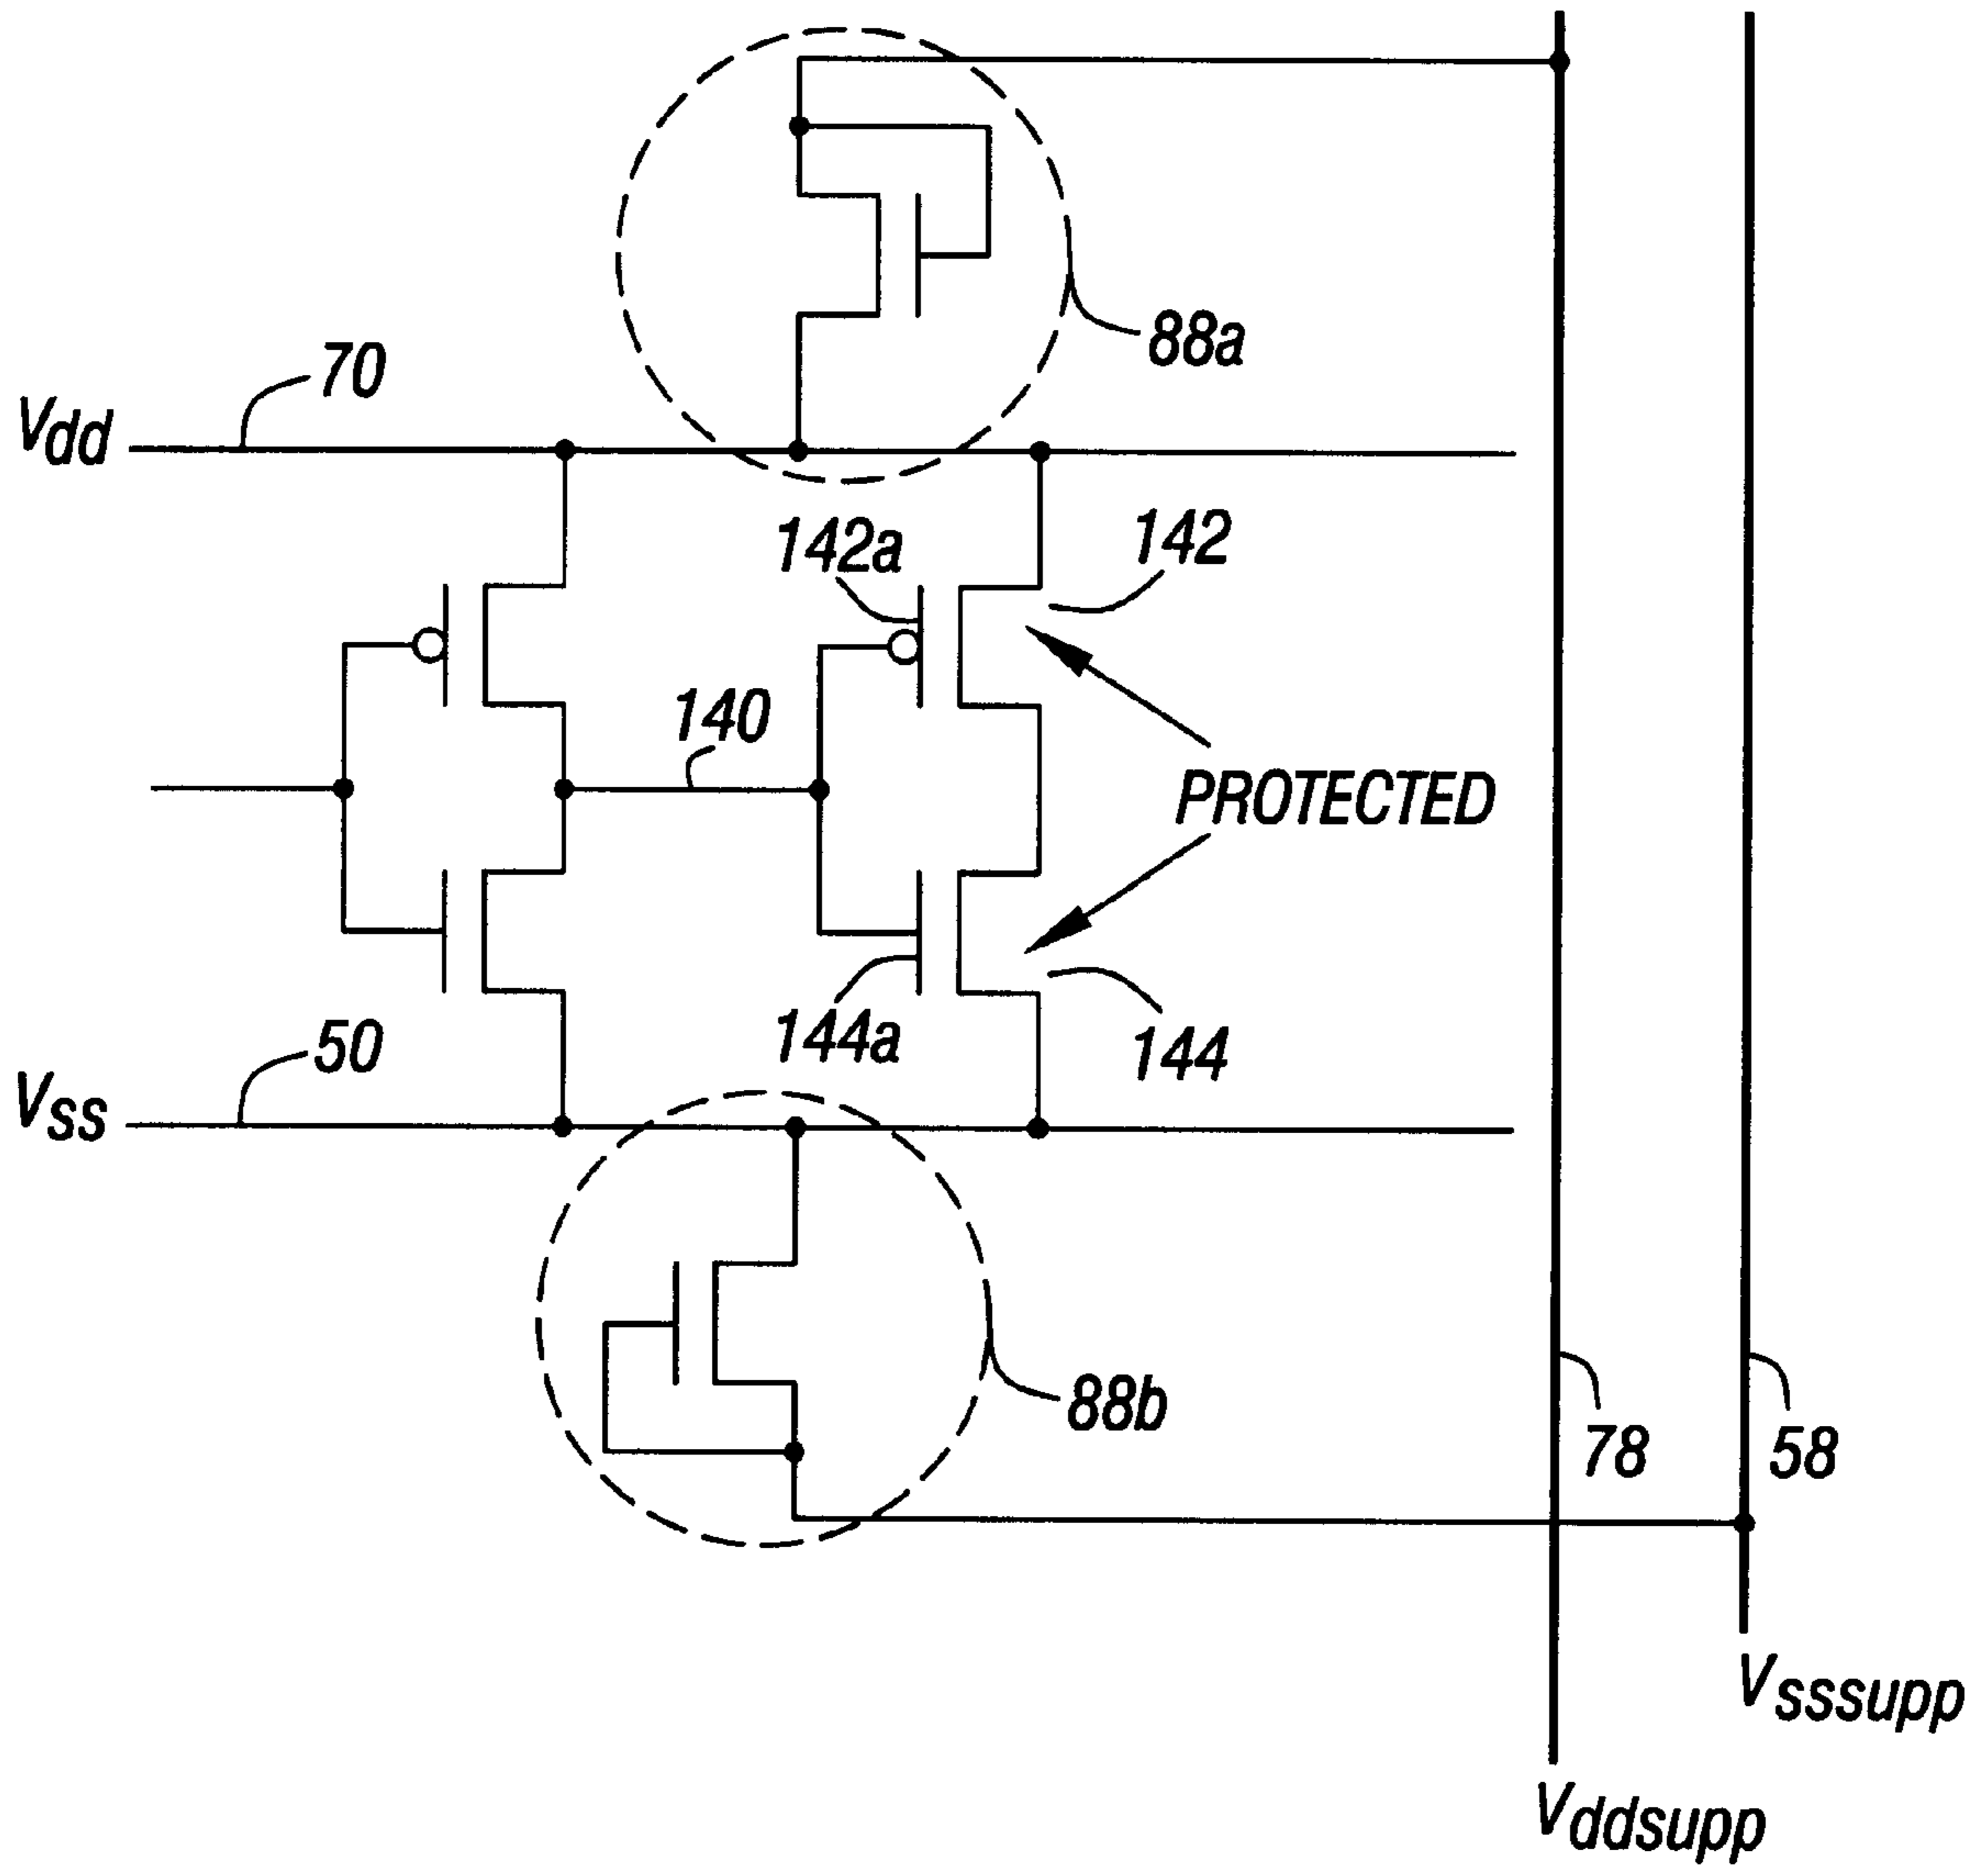 88a
70
Vdd
142a
142
140
PROTECTED
144a
144
50
Vss
88b
78
58
Vsssupp
Vddsupp